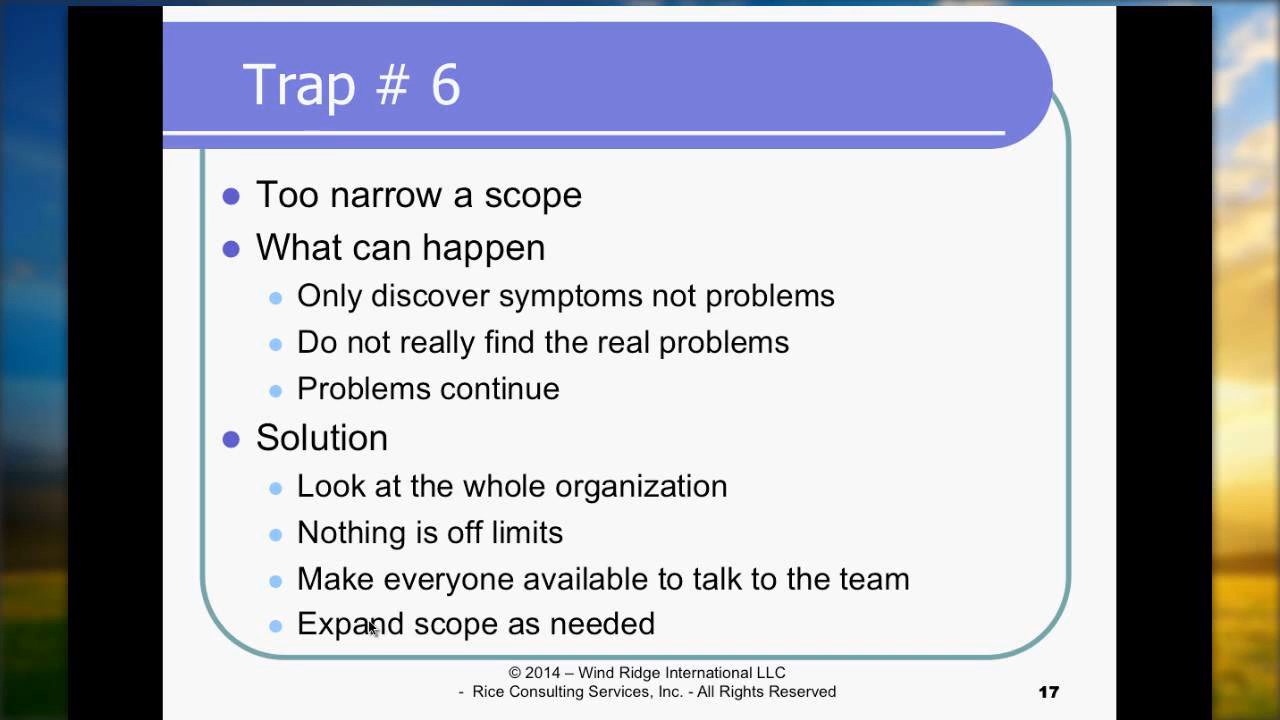 Trap # 6
Too narrow a scope
What can happen
Only discover symptoms not problems
Do not really find the real problems
Problems continue
Solution
Look at the whole organization
Nothing is off limits
Make everyone available to talk to the team
Expand scope as needed
© 2014 – Wind Ridge International LLC
- Rice Consulting Services, Inc. - All Rights Reserved
17